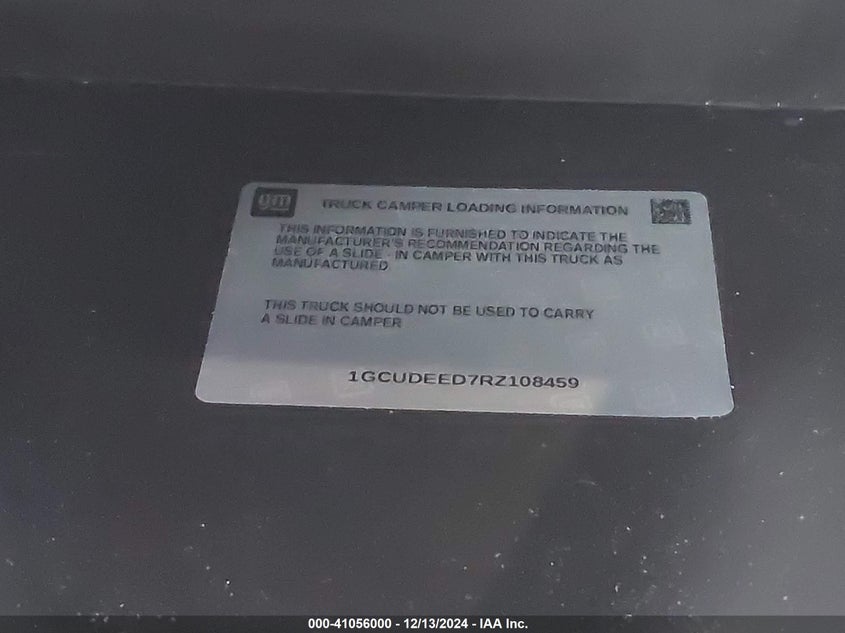 gm
TRUCK CAMPER LOADING INFORMATION
THIS INFORMATION IS FURNISHED TO INDICATE THE
MANUFACTURER'S RECOMMENDATION REGARDING THE
USE OF A SLIDE - IN CAMPER WITH THIS TRUCK AS
MANUFACTURED
THIS TRUCK SHOULD NOT BE USED TO CARRY
A SLIDE IN CAMPER
1GCUDEED7RZ108459
000-41056000 - 12/13/2024 - IAA Inc.